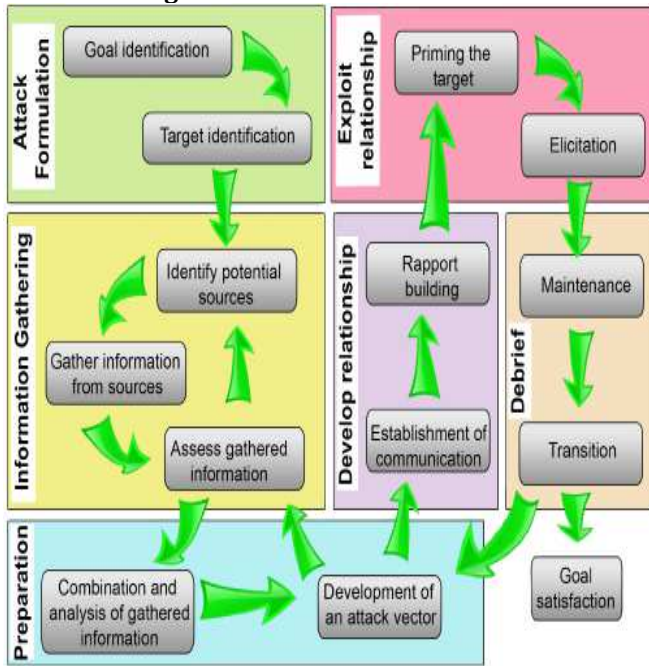 Attack
Formulation
Goal identification
Target identification
Exploit
relationship
Priming the
target
Elicitation
Information Gathering
Identify potential
sources
Gather information
from sources
Assess gathered
information
Develop relationship
Rapport
building
Establishment of
communication
Debrief
Maintenance
Transition
Goal
satisfaction
Preparation
Combination and
analysis of gathered
information
Development of
an attack vector